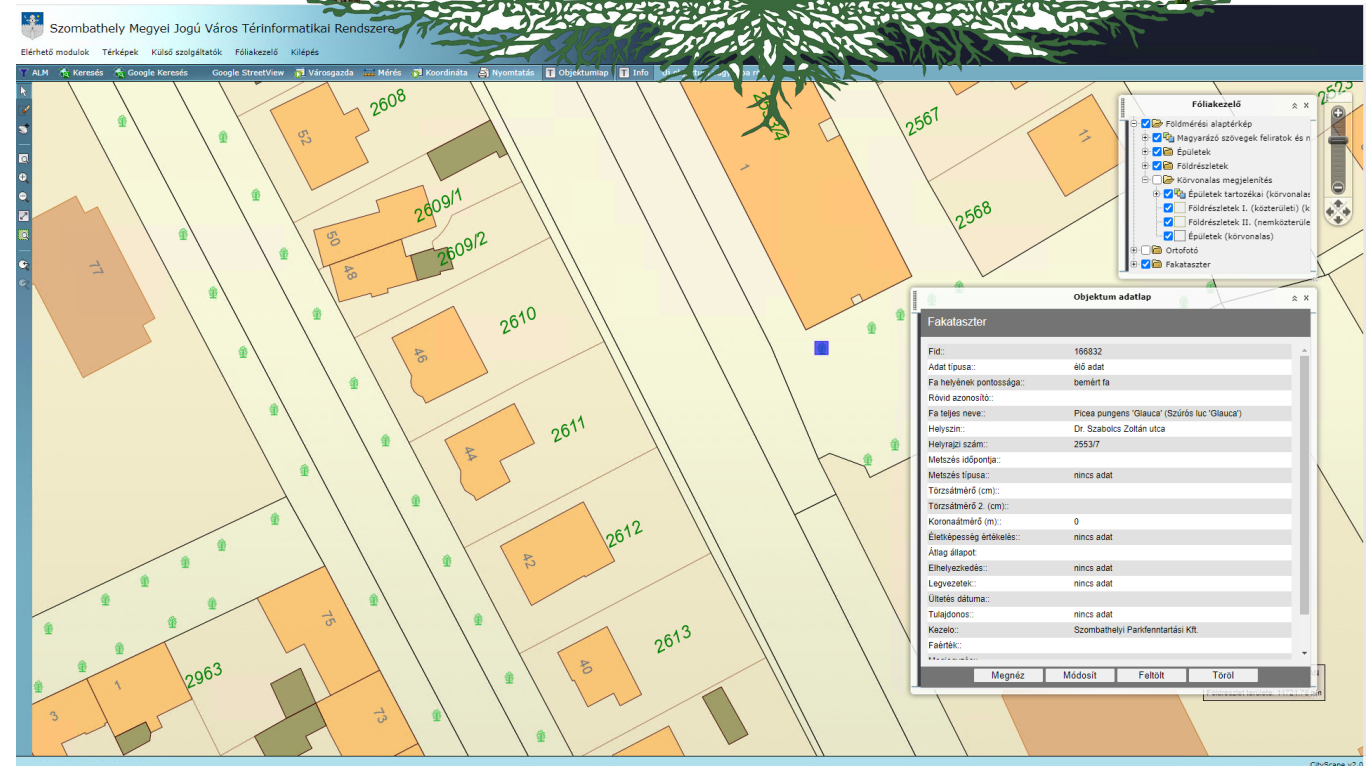 Szombathely Megyei Jogú Város Térinformatikai Rendszere
Elérhető modulok Térképek Külső szolgáltatók Fóliakezelő Kilépés
ALM Keresés Google Keresés Google StreetView Városgazda Mérés Koordináta Nyomtatás Objektumlap Info
2608
52
2609/1
50
2609/2
48
77
2610
46
2611
44
2612
42
2613
40
75
73
2963
1
3
2567
2568
11
1
2523
Fóliakezelő
Földmérési alaptérkép
Magyarázó szövegek feliratok és
Épületek
Földrészletek
Körvonalas megjelenítés
Épületek tartozékai (körvonalas
Földrészletek I. (közterületi) (k
Földrészletek II. (nemközterüle
Épületek (körvonalas)
Ortofotó
Fakataszter
Objektum adatlap
Fakataszter
Fid:: 166832
Adat típusa:: élő adat
Fa helyének pontossága:: bemért fa
Rövid azonosító::
Fa teljes neve:: Picea pungens 'Glauca' (Szúrós luc 'Glauca')
Helyszín:: Dr. Szabolcs Zoltán utca
Helyrajzi szám:: 2553/7
Metszés időpontja::
Metszés típusa:: nincs adat
Törzsátmérő (cm)::
Törzsátmérő 2. (cm)::
Koronaátmérő (m):: 0
Életképesség értékelés:: nincs adat
Átlag állapot:
Elhelyezkedés:: nincs adat
Legvezetek:: nincs adat
Ültetés dátuma::
Tulajdonos:: nincs adat
Kezelo:: Szombathelyi Parkfenntartási Kft.
Faérték::
Megnéz Módosít Feltölt Töröl
CityScape v2.0